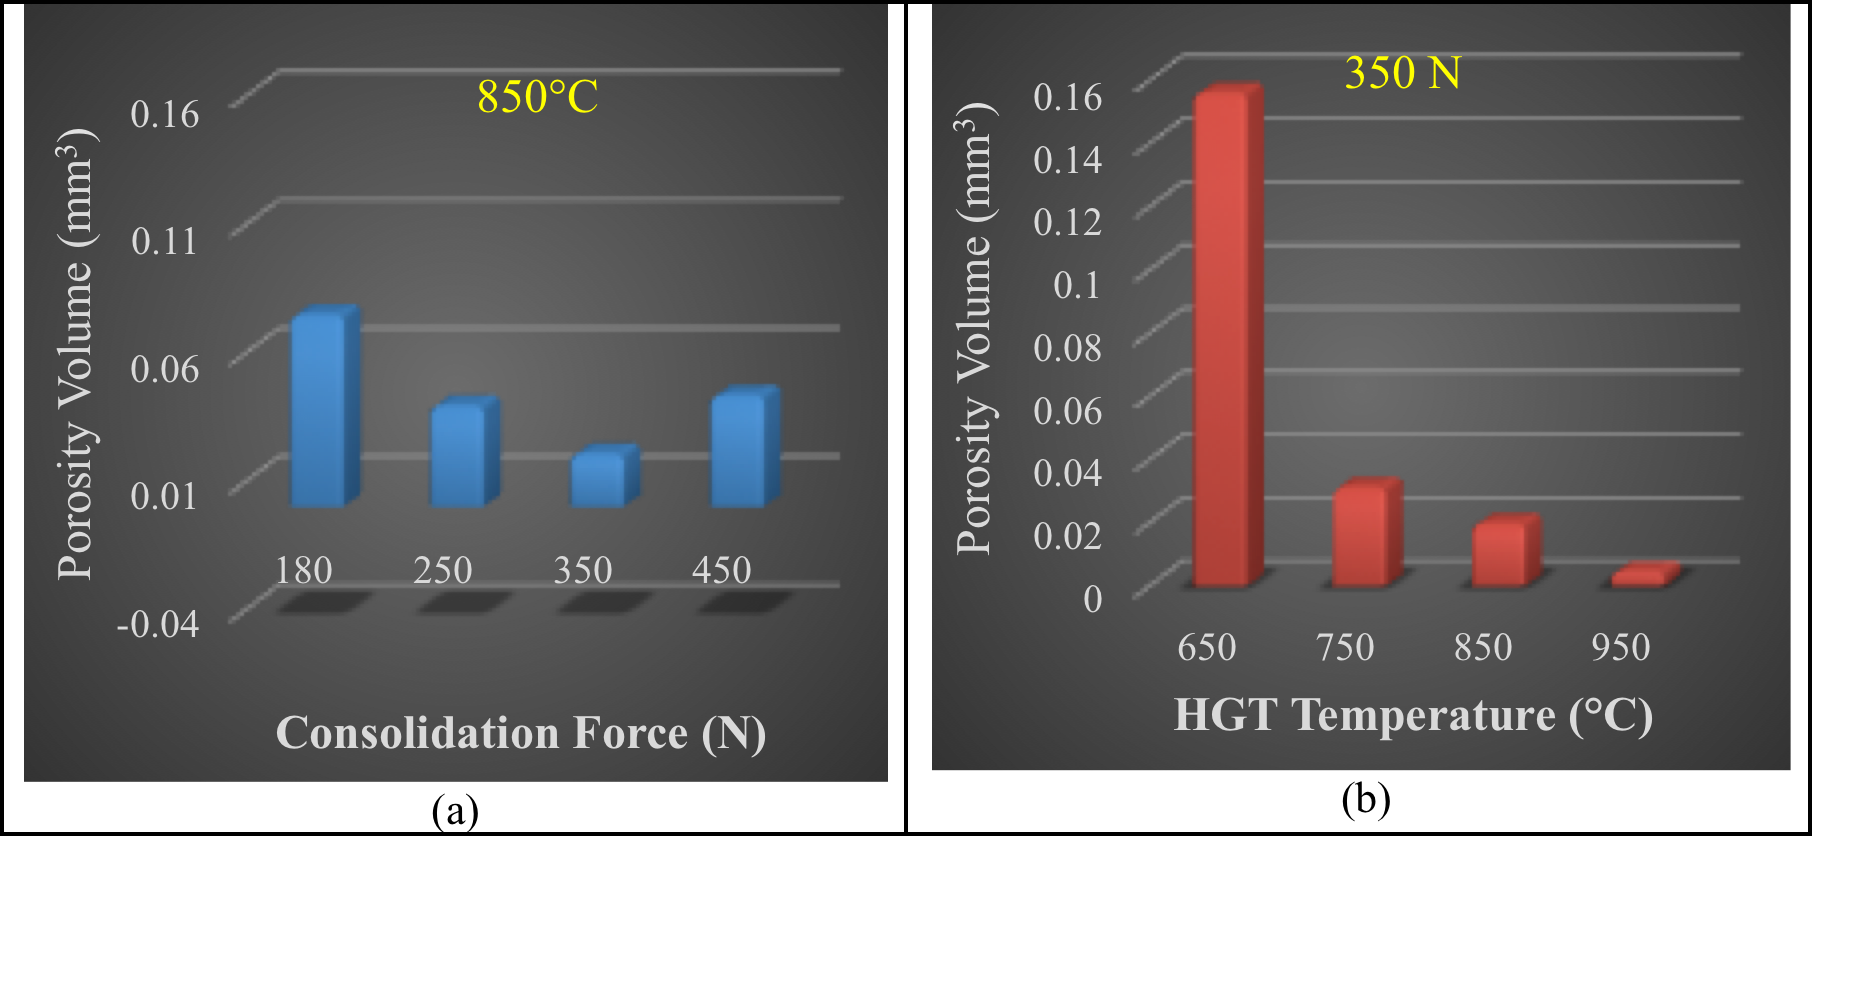 850°C
Porosity Volume (mm³)
0.16
0.11
0.06
0.01
-0.04
180 250 350 450
Consolidation Force (N)
(a)
350 N
Porosity Volume (mm³)
0.16
0.14
0.12
0.1
0.08
0.06
0.04
0.02
0
650 750 850 950
HGT Temperature (°C)
(b)